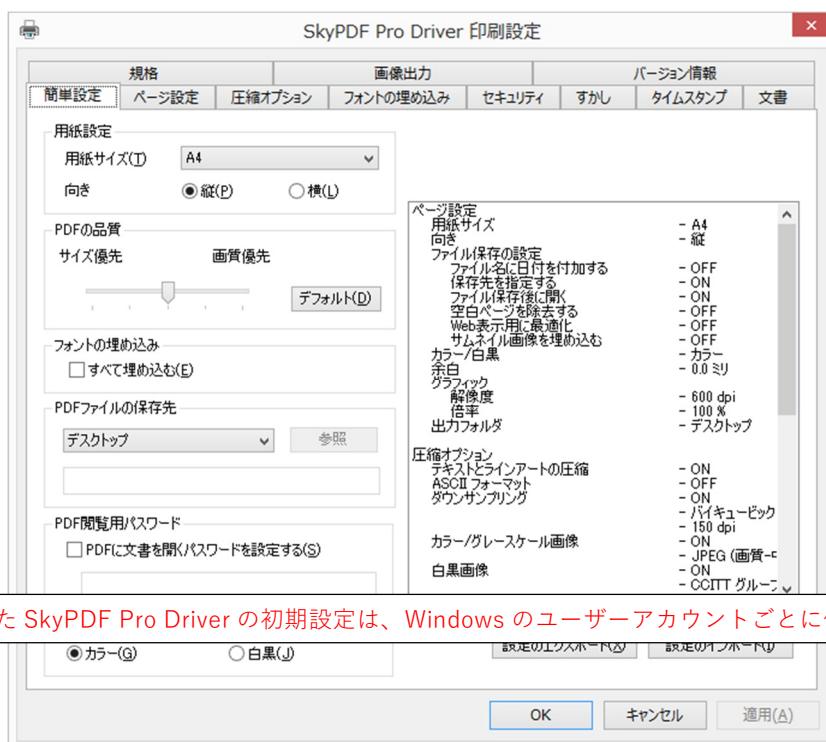 SkyPDF Pro Driver 印刷設定
規格
画像出力
バージョン情報
簡単設定
ページ設定
圧縮オプション
フォントの埋め込み
セキュリティ
すかし
タイムスタンプ
文書
用紙設定
用紙サイズ(T) A4
向き 縦(P) 横(L)
PDFの品質
サイズ優先 画質優先
デフォルト(D)
フォントの埋め込み
すべて埋め込む(E)
PDFファイルの保存先
デスクトップ 参照
PDF閲覧用パスワード
PDFに文書を開くパスワードを設定する(S)
ページ設定
用紙サイズ - A4
向き - 縦
ファイル保存の設定
ファイル名に日付を付加する - OFF
保存先を指定する - ON
ファイル保存後に開く - ON
空白ページを除去する - OFF
Web表示用に最適化 - OFF
サムネイル画像を埋め込む - OFF
カラー/白黒 - カラー
余白 - 0.0 ミリ
グラフィック
解像度 - 600 dpi
倍率 - 100 %
出力フォルダ - デスクトップ
圧縮オプション
テキストとラインアートの圧縮 - ON
ASCII フォーマット - OFF
ダウンサンプリング - ON
- バイキュービック
- 150 dpi
カラー/グレースケール画像 - ON
- JPEG (画質-
白黒画像 - ON
- CCITT グループ
た SkyPDF Pro Driver の初期設定は、Windows のユーザーアカウントごとに
カラー(G) 白黒(J)
設定のエクスポート(X) 設定のインポート(I)
OK キャンセル 適用(A)